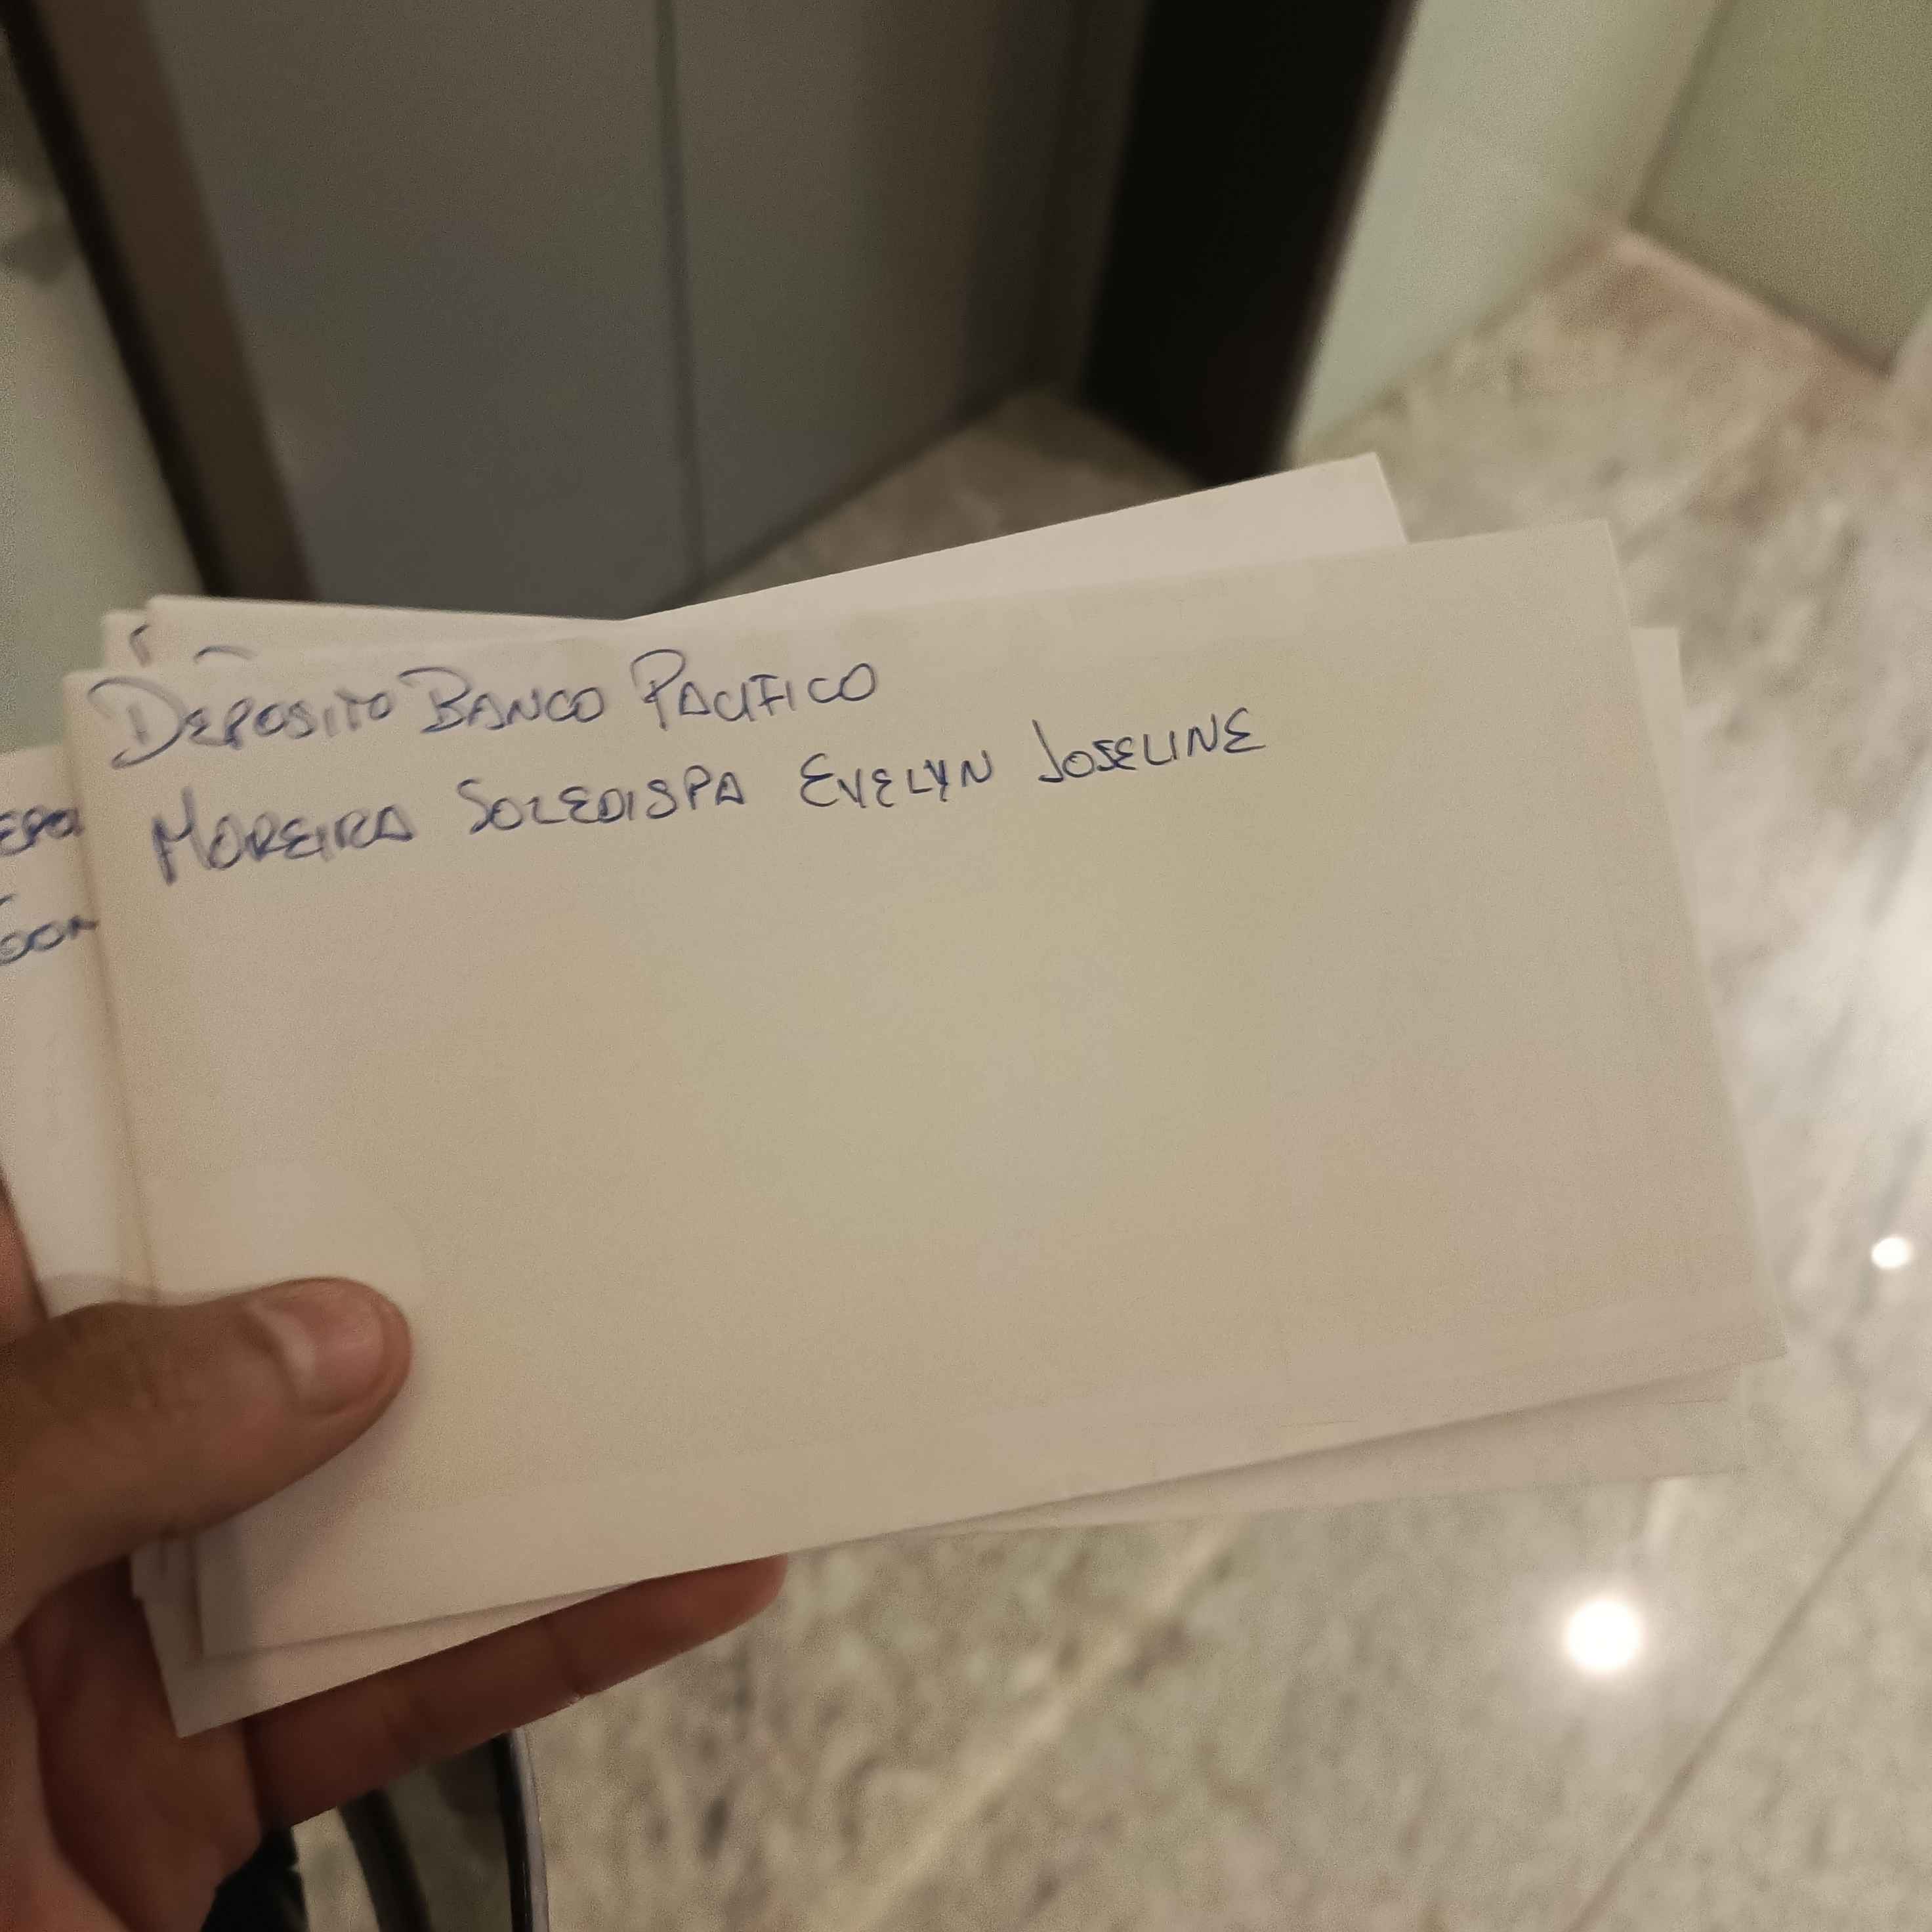 DEPOSITO BANCO PACIFICO
MOREIRA SOLEDISPA EVELYN JOSELINE